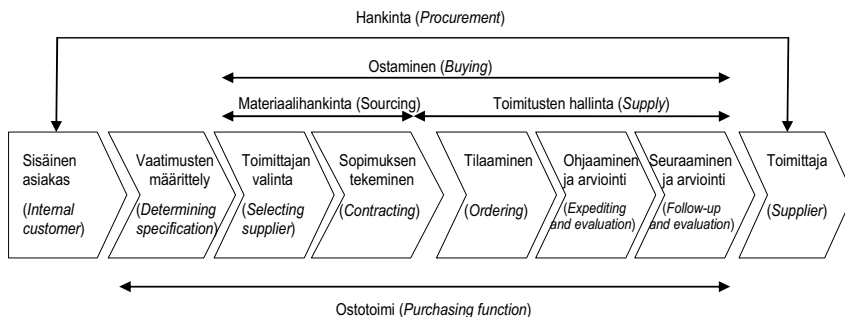 Hankinta (Procurement)
Ostaminen (Buying)
Materiaalihankinta (Sourcing)
Toimitusten hallinta (Supply)
Sisäinen
asiakas
(Internal
customer)
Vaatimusten
määrittely
(Determining
specification)
Toimittajan
valinta
(Selecting
supplier)
Sopimuksen
tekeminen
(Contracting)
Tilaaminen
(Ordering)
Ohjaaminen
ja arviointi
(Expediting
and evaluation)
Seuraaminen
ja arviointi
(Follow-up
and evaluation)
Toimittaja
(Supplier)
Ostotoimi (Purchasing function)